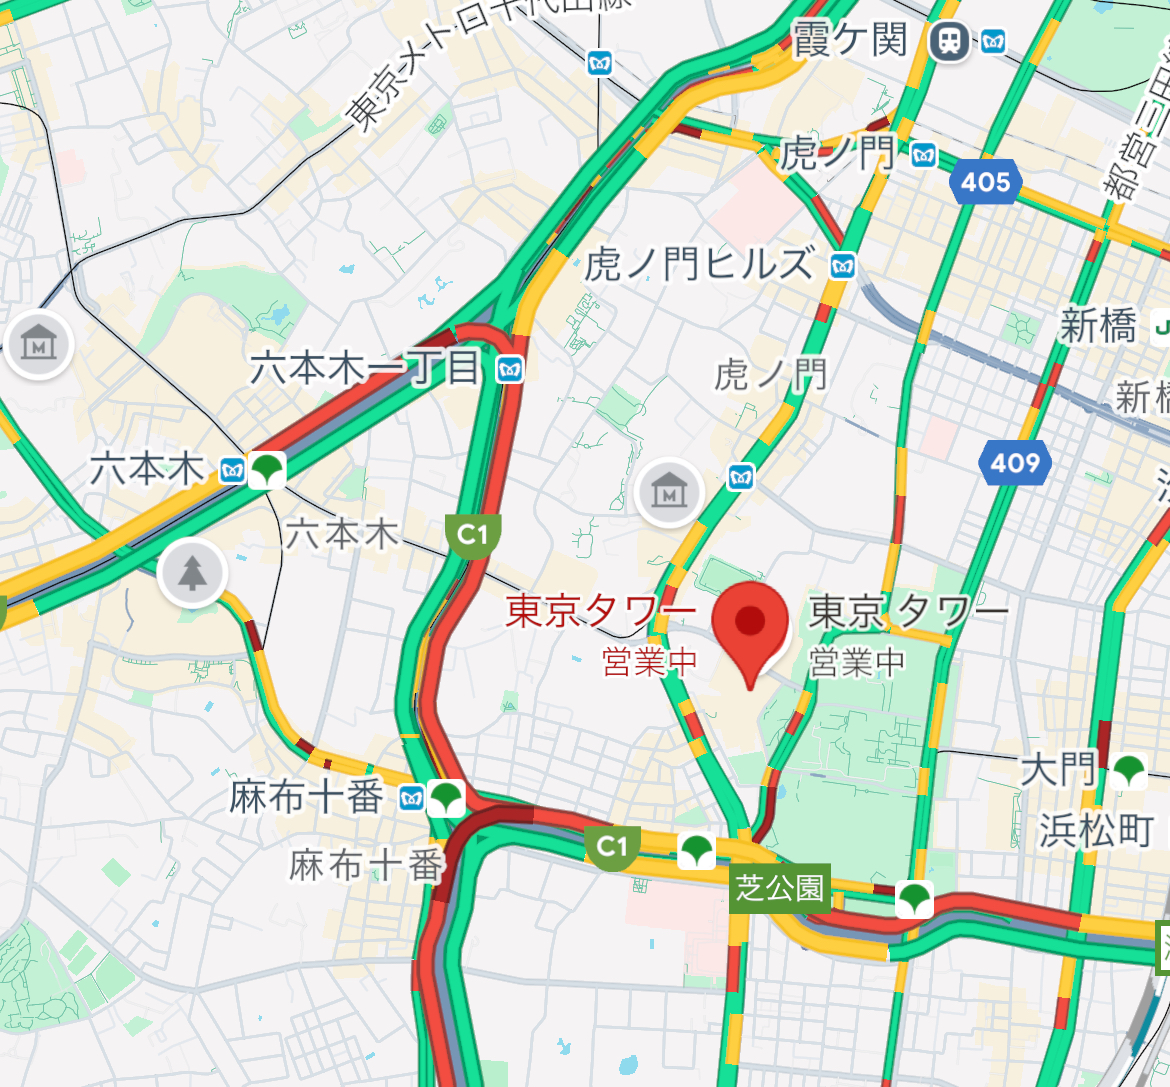 東京メトロ千代田線
霞ケ関
都営三田線
虎ノ門
405
虎ノ門ヒルズ
新橋
六本木一丁目
虎ノ門
新橋
六本木
409
六本木
C1
東京タワー
営業中
東京タワー
営業中
大門
麻布十番
浜松町
C1
麻布十番
芝公園